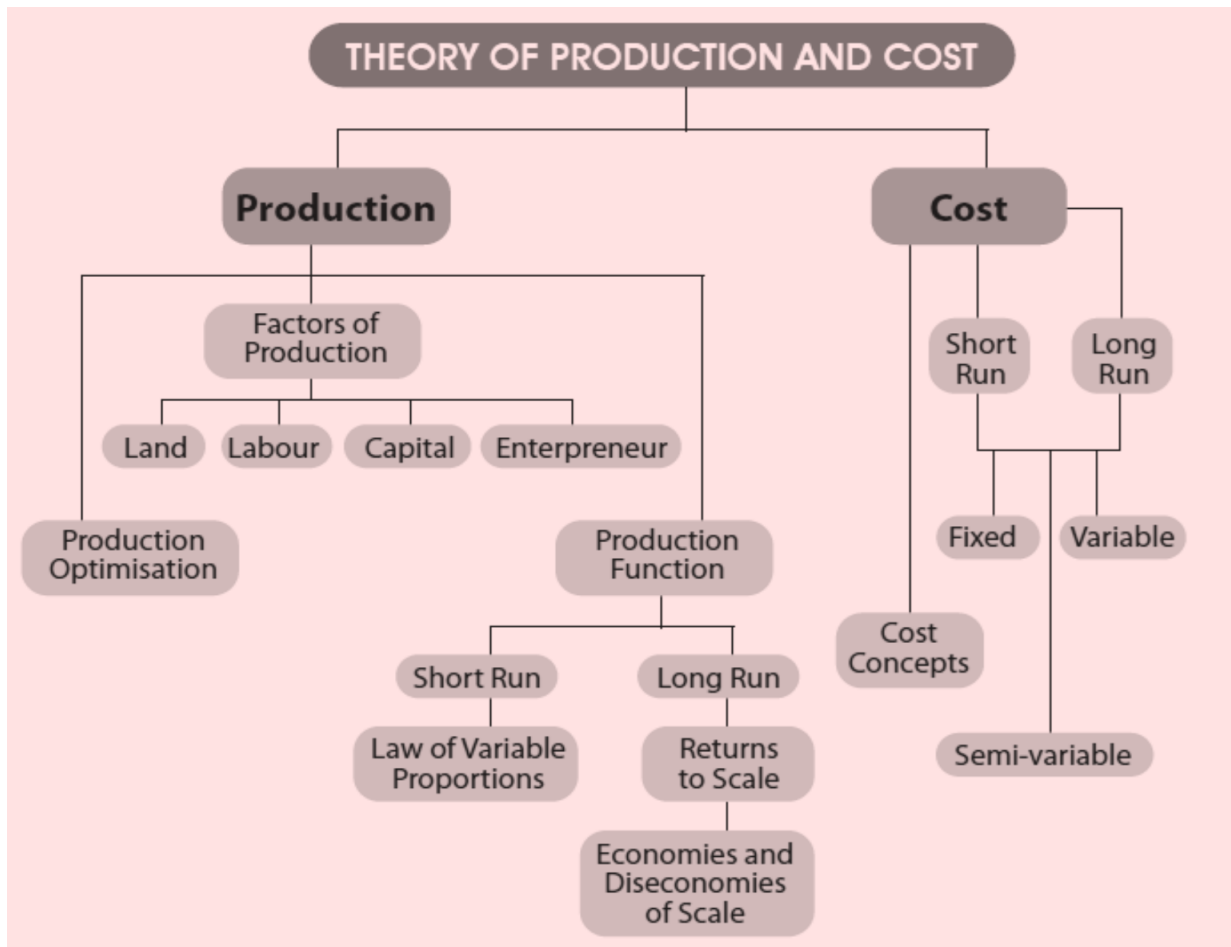 THEORY OF PRODUCTION AND COST
Production
Cost
Factors of
Production
Short
Run
Long
Run
Land
Labour
Capital
Enterpreneur
Production
Optimisation
Production
Function
Fixed
Variable
Cost
Concepts
Short Run
Long Run
Law of Variable
Proportions
Returns
to Scale
Semi-variable
Economies and
Diseconomies
of Scale